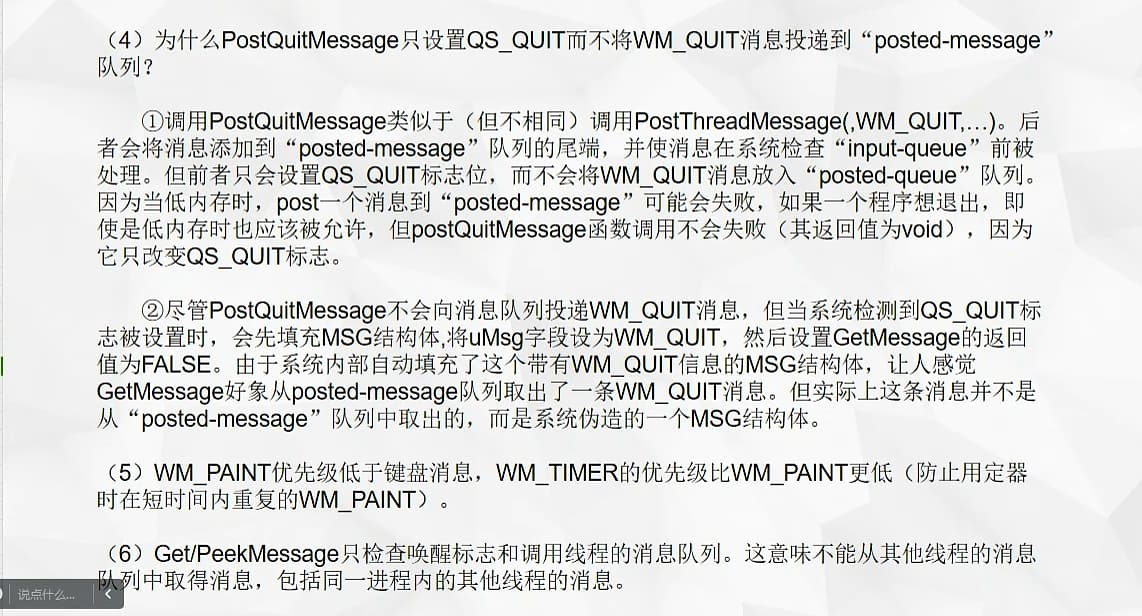 （4）为什么PostQuitMessage只设置QS_QUIT而不将WM_QUIT消息投递到“posted-message”
队列？
①调用PostQuitMessage类似于（但不相同）调用PostThreadMessage(,WM_QUIT,…)。后
者会将消息添加到“posted-message”队列的尾端，并使消息在系统检查“input-queue”前被
处理。但前者只会设置QS_QUIT标志位，而不会将WM_QUIT消息放入“posted-queue”队列。
因为当低内存时，post一个消息到“posted-message”可能会失败，如果一个程序想退出，即
使是低内存时也应该被允许，但postQuitMessage函数调用不会失败（其返回值为void），因为
它只改变QS_QUIT标志。
②尽管PostQuitMessage不会向消息队列投递WM_QUIT消息，但当系统检测到QS_QUIT标
志被设置时，会先填充MSG结构体,将uMsg字段设为WM_QUIT，然后设置GetMessage的返回
值为FALSE。由于系统内部自动填充了这个带有WM_QUIT信息的MSG结构体，让人感觉
GetMessage好象从posted-message队列取出了一条WM_QUIT消息。但实际上这条消息并不是
从“posted-message”队列中取出的，而是系统伪造的一个MSG结构体。
（5）WM_PAINT优先级低于键盘消息，WM_TIMER的优先级比WM_PAINT更低（防止用定器
时在短时间内重复的WM_PAINT）。
（6）Get/PeekMessage只检查唤醒标志和调用线程的消息队列。这意味不能从其他线程的消息
队列中取得消息，包括同一进程内的其他线程的消息。
说点什么...